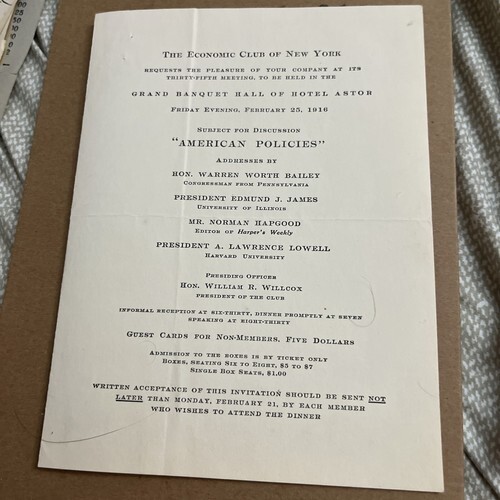 THE ECONOMIC CLUB OF NEW YORK
REQUESTS THE PLEASURE OF YOUR COMPANY AT ITS
THIRTY-FIFTH MEETING, TO BE HELD IN THE
GRAND BANQUET HALL OF HOTEL ASTOR
FRIDAY EVENING, FEBRUARY 25, 1916
SUBJECT FOR DISCUSSION
"AMERICAN POLICIES"
ADDRESSES BY
HON. WARREN WORTH BAILEY
CONGRESSMAN FROM PENNSYLVANIA
PRESIDENT EDMUND J. JAMES
UNIVERSITY OF ILLINOIS
MR. NORMAN HAPGOOD
EDITOR OF Harper's Weekly
PRESIDENT A. LAWRENCE LOWELL
HARVARD UNIVERSITY
PRESIDING OFFICER
HON. WILLIAM R. WILLCOX
PRESIDENT OF THE CLUB
INFORMAL RECEPTION AT SIX-THIRTY, DINNER PROMPTLY AT SEVEN
SPEAKING AT EIGHT-THIRTY
GUEST CARDS FOR NON-MEMBERS, FIVE DOLLARS
ADMISSION TO THE BOXES IS BY TICKET ONLY
BOXES, SEATING SIX TO EIGHT, $5 TO $7
SINGLE BOX SEATS, $1.00
WRITTEN ACCEPTANCE OF THIS INVITATION SHOULD BE SENT NOT
LATER THAN MONDAY, FEBRUARY 21, BY EACH MEMBER
WHO WISHES TO ATTEND THE DINNER